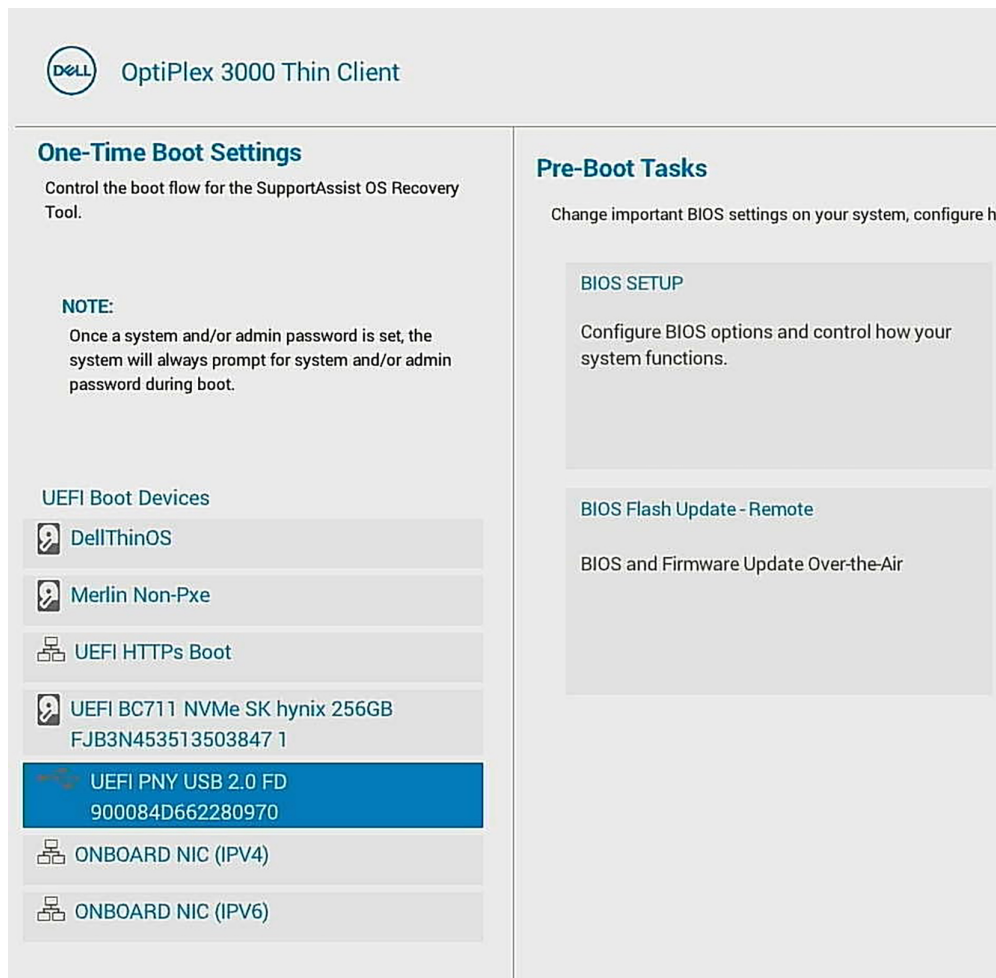 DELL
OptiPlex 3000 Thin Client
One-Time Boot Settings
Control the boot flow for the SupportAssist OS Recovery
Tool.
NOTE:
Once a system and/or admin password is set, the
system will always prompt for system and/or admin
password during boot.
UEFI Boot Devices
DellThinOS
Merlin Non-Pxe
UEFI HTTPs Boot
UEFI BC711 NVMe SK hynix 256GB
FJB3N453513503847 1
UEFI PNY USB 2.0 FD
900084D662280970
ONBOARD NIC (IPV4)
ONBOARD NIC (IPV6)
Pre-Boot Tasks
Change important BIOS settings on your system, configure h
BIOS SETUP
Configure BIOS options and control how your
system functions.
BIOS Flash Update - Remote
BIOS and Firmware Update Over-the-Air